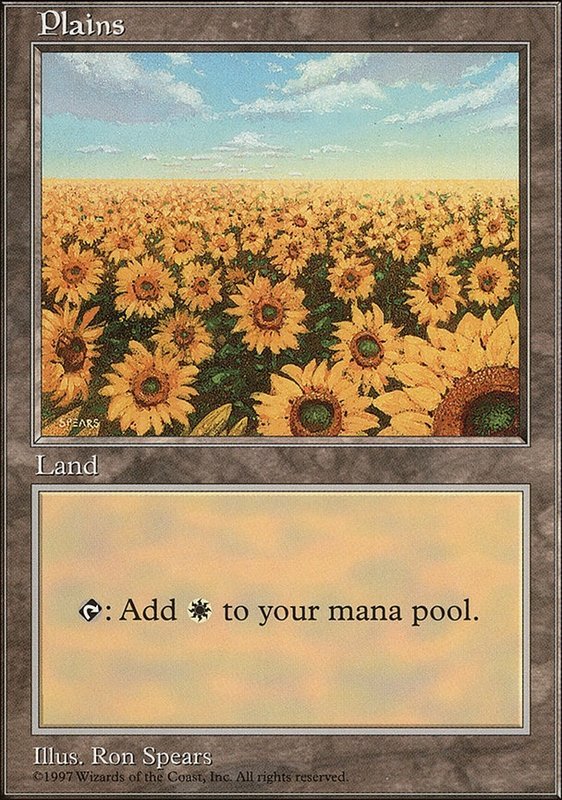 Plains
SPEARS
Land
: Add to your mana pool.
Illus. Ron Spears
©1997 Wizards of the Coast, Inc. All rights reserved.